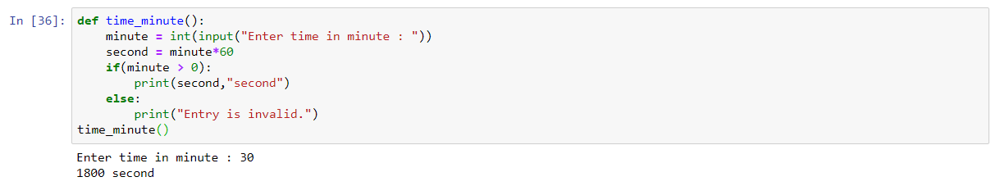 In [36]: def time_minute():
    minute = int(input("Enter time in minute : "))
    second = minute*60
    if(minute > 0):
        print(second,"second")
    else:
        print("Entry is invalid.")
time_minute()
Enter time in minute : 30
1800 second